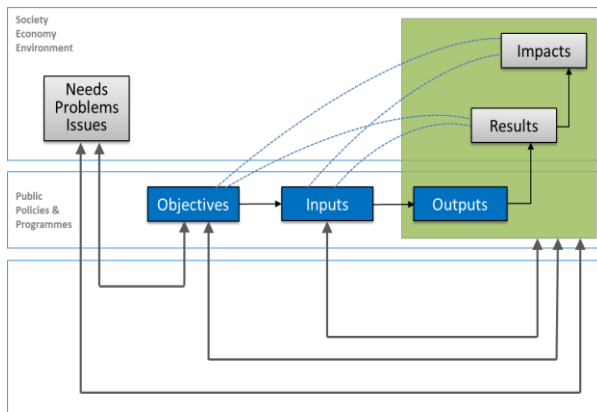 Society
Economy
Environment
Impacts
Needs
Problems
Issues
Results
Public
Policies &
Programmes
Objectives
Inputs
Outputs